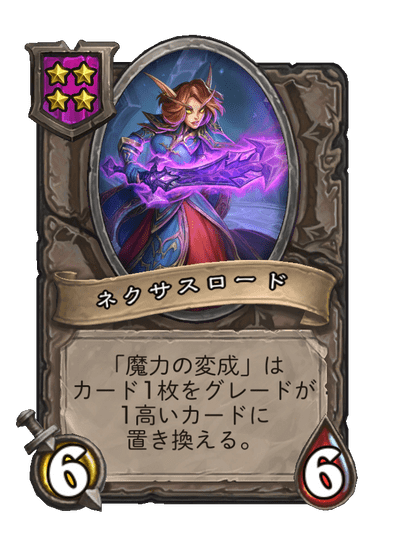 ネクサスロード
「魔力の変成」は
カード1枚をグレードが
1高いカードに
置き換える。
6
6